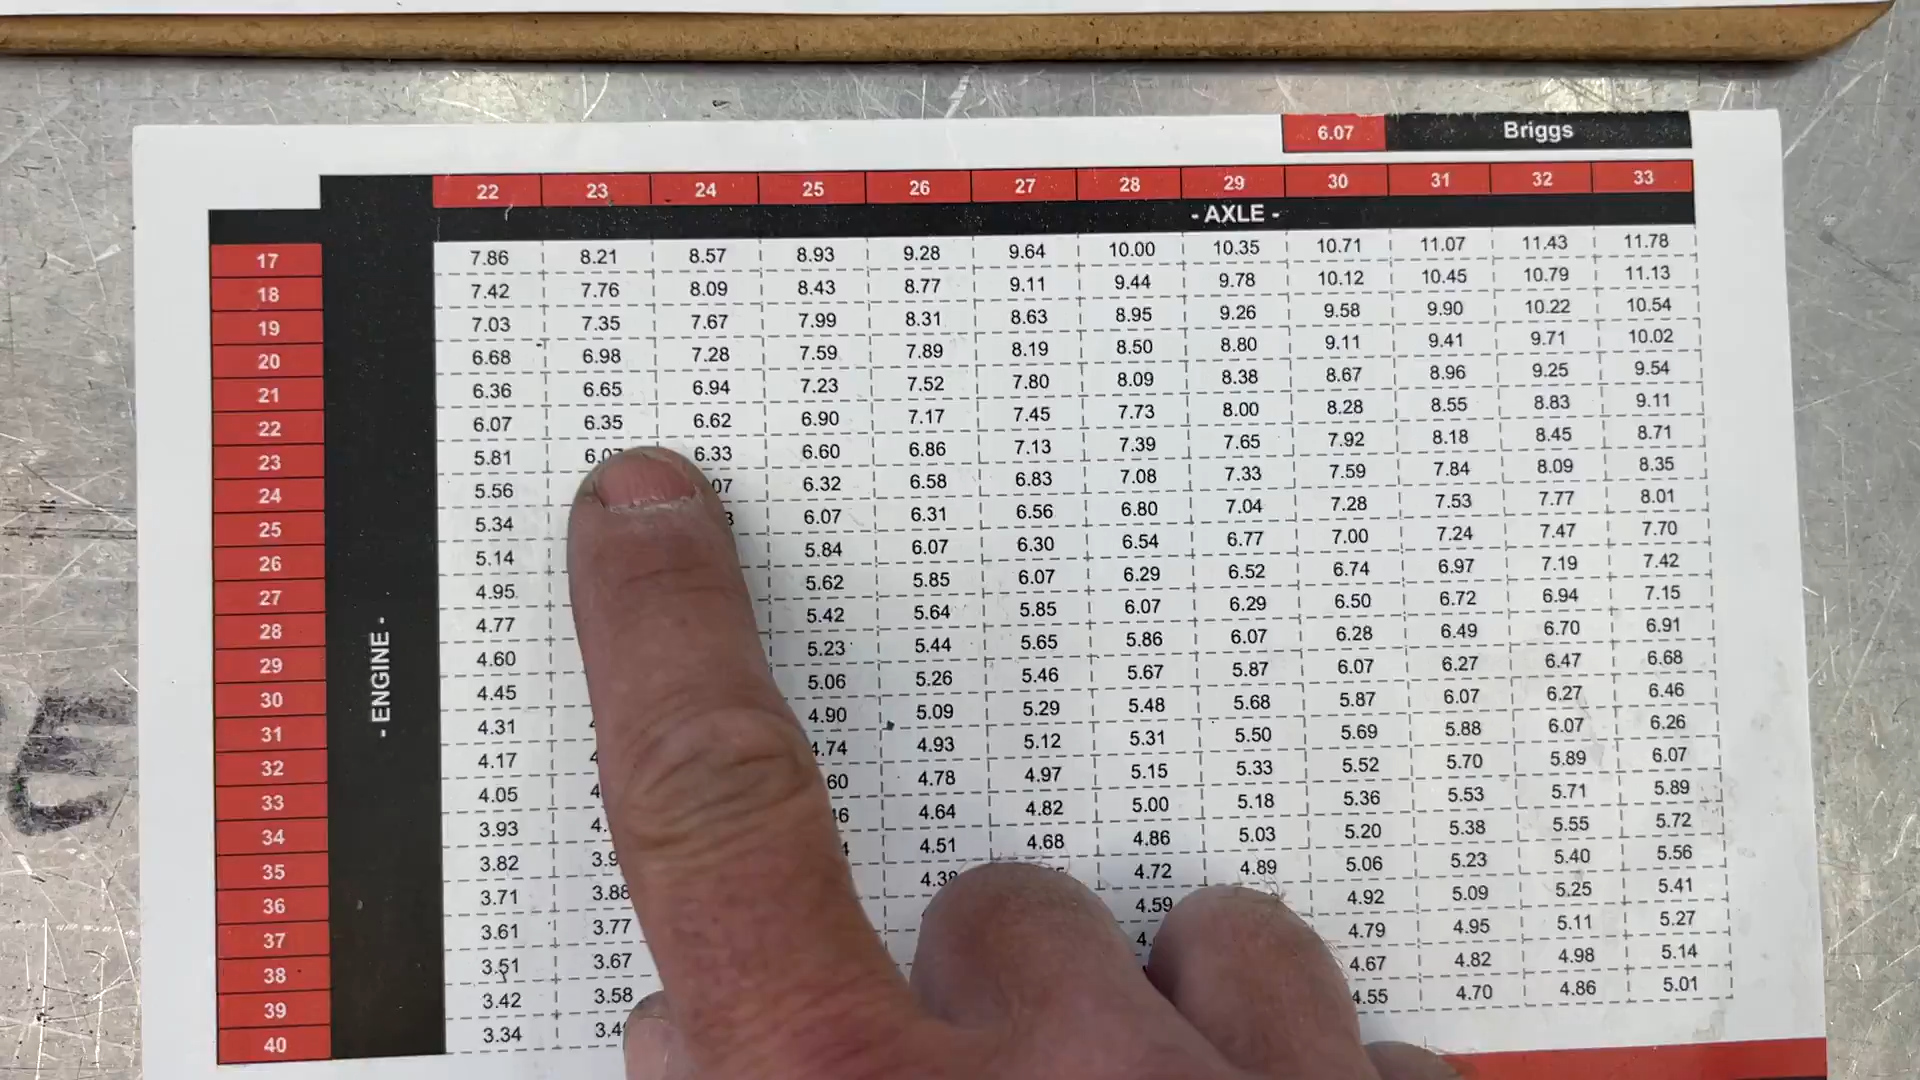 6.07 Briggs
22 23 24 25 26 27 28 29 30 31 32 33
- AXLE -
- ENGINE -
17 7.86 8.21 8.57 8.93 9.28 9.64 10.00 10.35 10.71 11.07 11.43 11.78
18 7.42 7.76 8.09 8.43 8.77 9.11 9.44 9.78 10.12 10.45 10.79 11.13
19 7.03 7.35 7.67 7.99 8.31 8.63 8.95 9.26 9.58 9.90 10.22 10.54
20 6.68 6.98 7.28 7.59 7.89 8.19 8.50 8.80 9.11 9.41 9.71 10.02
21 6.36 6.65 6.94 7.23 7.52 7.80 8.09 8.38 8.67 8.96 9.25 9.54
22 6.07 6.35 6.62 6.90 7.17 7.45 7.73 8.00 8.28 8.55 8.83 9.11
23 5.81 6.07 6.33 6.60 6.86 7.13 7.39 7.65 7.92 8.18 8.45 8.71
24 5.56 07 6.32 6.58 6.83 7.08 7.33 7.59 7.84 8.09 8.35
25 5.34 6.07 6.31 6.56 6.80 7.04 7.28 7.53 7.77 8.01
26 5.14 5.84 6.07 6.30 6.54 6.77 7.00 7.24 7.47 7.70
27 4.95 5.62 5.85 6.07 6.29 6.52 6.74 6.97 7.19 7.42
28 4.77 5.42 5.64 5.85 6.07 6.29 6.50 6.72 6.94 7.15
29 4.60 5.23 5.44 5.65 5.86 6.07 6.28 6.49 6.70 6.91
30 4.45 5.06 5.26 5.46 5.67 5.87 6.07 6.27 6.47 6.68
31 4.31 4.90 5.09 5.29 5.48 5.68 5.87 6.07 6.27 6.46
32 4.17 4.74 4.93 5.12 5.31 5.50 5.69 5.88 6.07 6.26
33 4.05 60 4.78 4.97 5.15 5.33 5.52 5.70 5.89 6.07
34 3.93 4.64 4.82 5.00 5.18 5.36 5.53 5.71 5.89
35 3.82 3.9 4.51 4.68 4.86 5.03 5.20 5.38 5.55 5.72
36 3.71 3.88 4.38 4.72 4.89 5.06 5.23 5.40 5.56
37 3.61 3.77 4.59 4.92 5.09 5.25 5.41
38 3.51 3.67 4.79 4.95 5.11 5.27
39 3.42 3.58 4.67 4.82 4.98 5.14
40 3.34 3.4 4.55 4.70 4.86 5.01